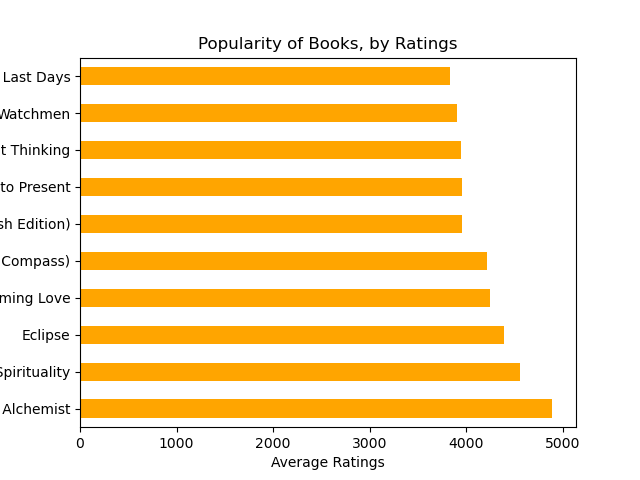 Popularity of Books, by Ratings
Last Days
Watchmen
t Thinking
to Present
sh Edition)
Compass)
ming Love
Eclipse
Spirituality
Alchemist
0 1000 2000 3000 4000 5000
Average Ratings